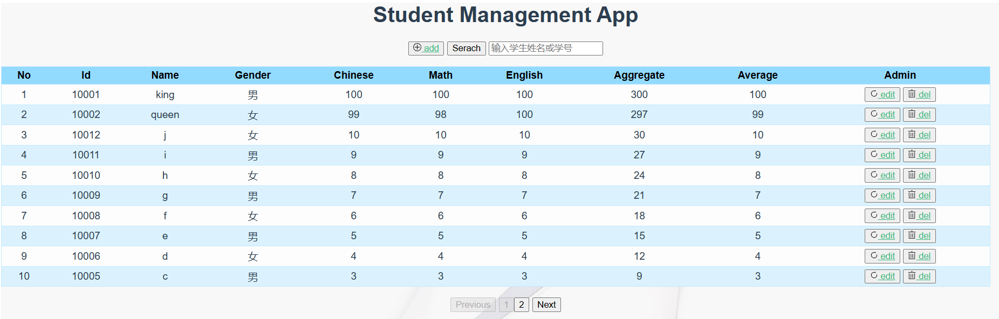 Student Management App
add Serach 输入学生姓名或学号
No Id Name Gender Chinese Math English Aggregate Average Admin
1 10001 king 男 100 100 100 300 100 edit del
2 10002 queen 女 99 98 100 297 99 edit del
3 10012 j 女 10 10 10 30 10 edit del
4 10011 i 男 9 9 9 27 9 edit del
5 10010 h 女 8 8 8 24 8 edit del
6 10009 g 男 7 7 7 21 7 edit del
7 10008 f 女 6 6 6 18 6 edit del
8 10007 e 男 5 5 5 15 5 edit del
9 10006 d 女 4 4 4 12 4 edit del
10 10005 c 男 3 3 3 9 3 edit del
Previous 1 2 Next